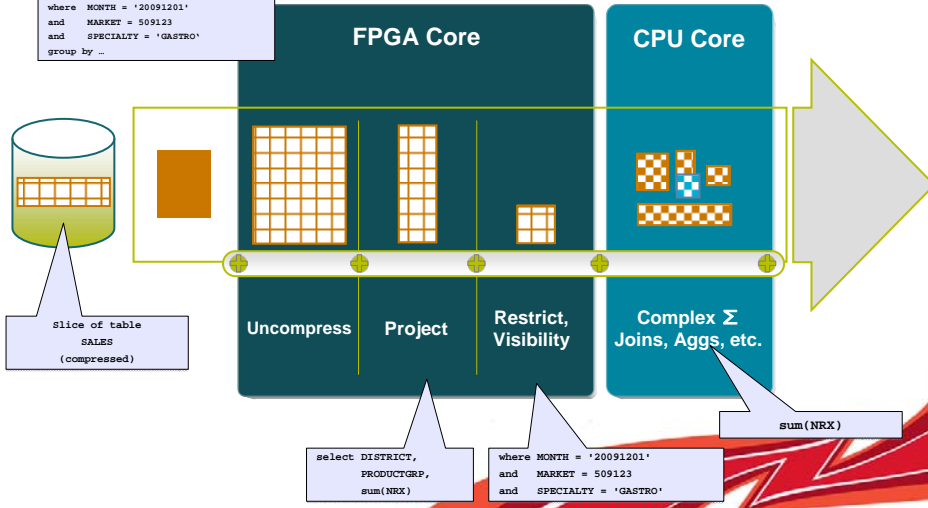 where MONTH = '20091201'
and MARKET = 509123
and SPECIALTY = 'GASTRO‛
group by …
FPGA Core
CPU Core
Uncompress
Project
Restrict,
Visibility
Complex Σ
Joins, Aggs, etc.
Slice of table
SALES
(compressed)
select DISTRICT,
PRODUCTGRP,
sum(NRX)
where MONTH = '20091201'
and MARKET = 509123
and SPECIALTY = 'GASTRO'
sum(NRX)